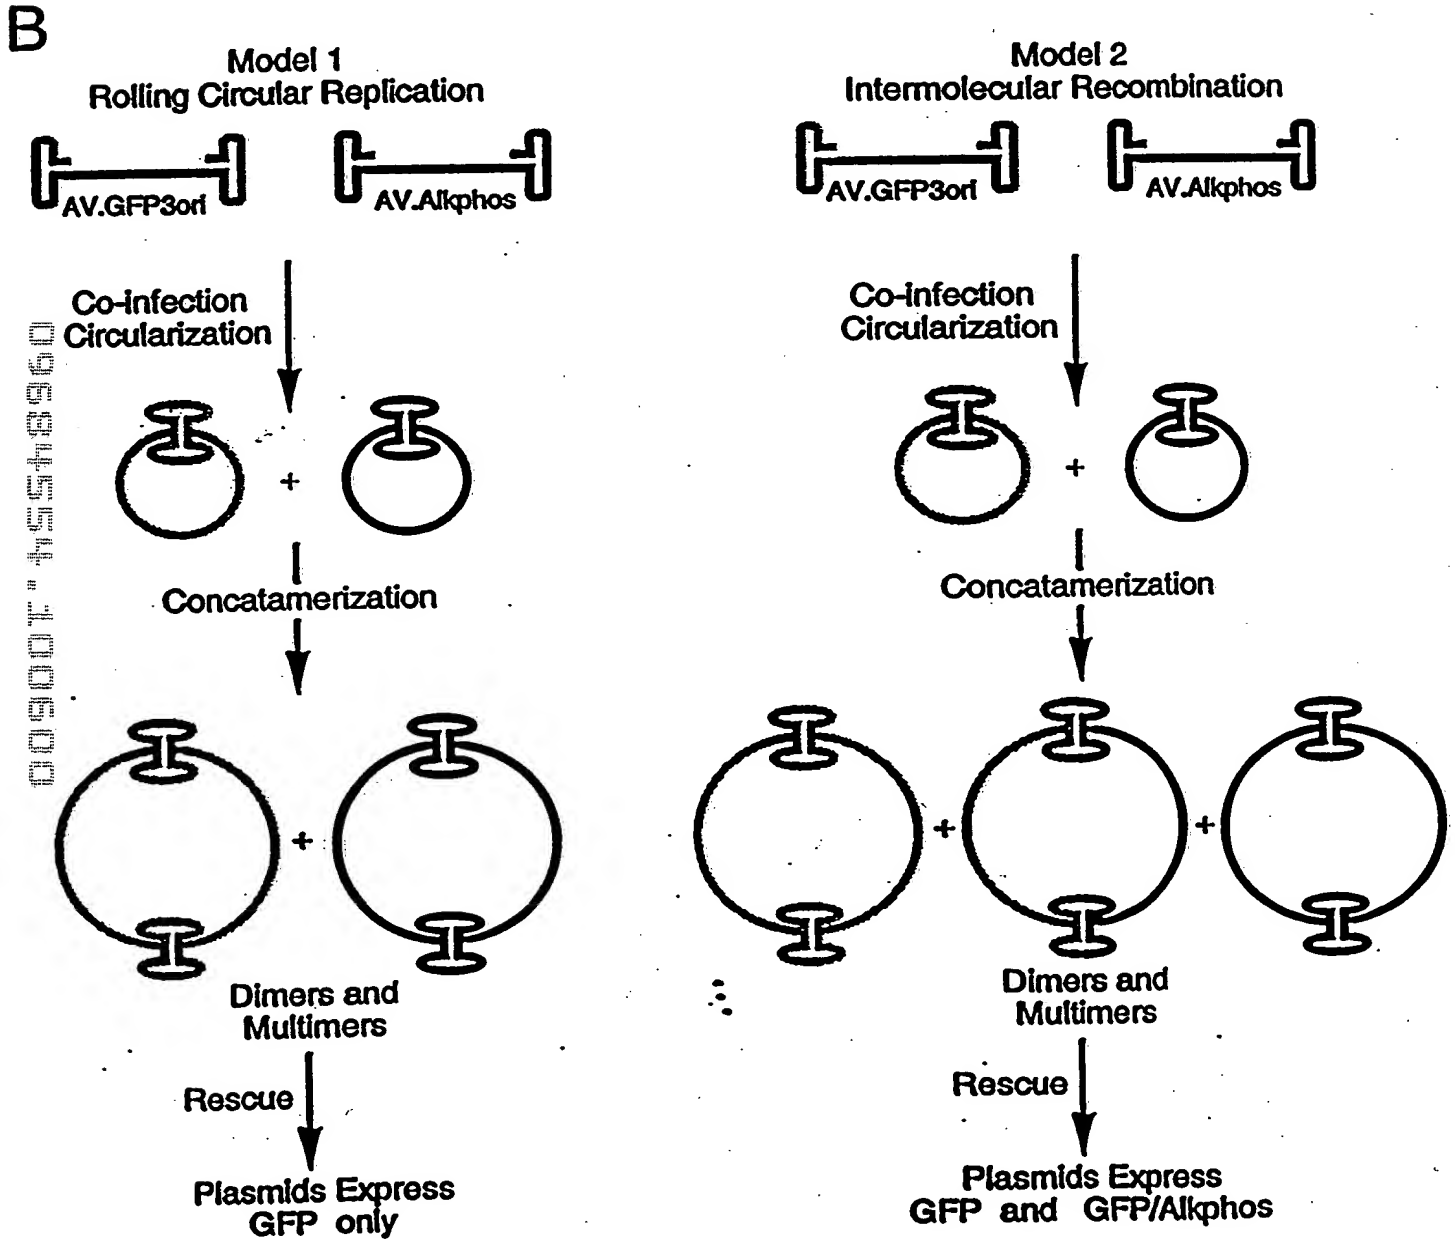 B
Model 1
Rolling Circular Replication
AV.GFP3ori
AV.Alkphos
Co-infection
Circularization
+
Concatamerization
+
Dimers and
Multimers
Rescue
Plasmids Express
GFP only
Model 2
Intermolecular Recombination
AV.GFP3ori
AV.Alkphos
Co-infection
Circularization
+
Concatamerization
+
+
Dimers and
Multimers
Rescue
Plasmids Express
GFP and GFP/Alkphos